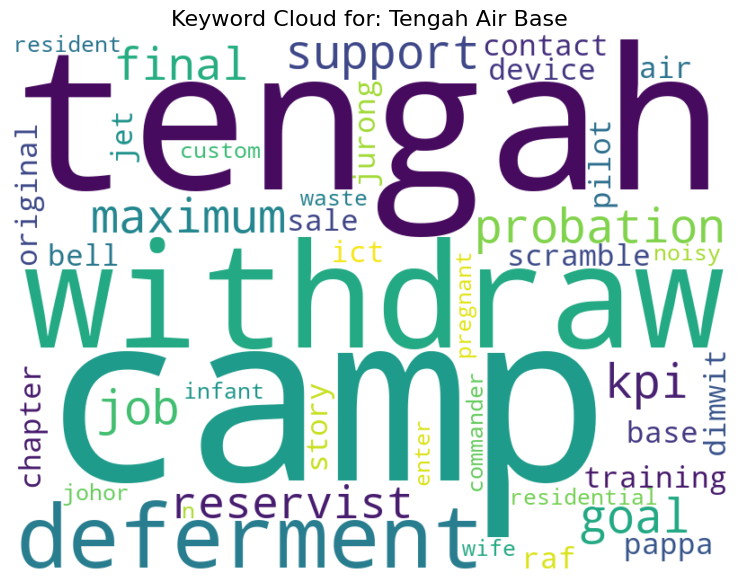 Keyword Cloud for: Tengah Air Base
resident
final
support
contact
device
air
tengah
jet
custom
jurong
pilot
original
maximum
waste
sale
probation
bell
ict
scramble
noisy
withdraw
pregnant
camp
chapter
job
infant
story
enter
commander
kpi
base
dimwit
training
johor
n
reservist
residential
goal
deferment
wife
raf
pappa